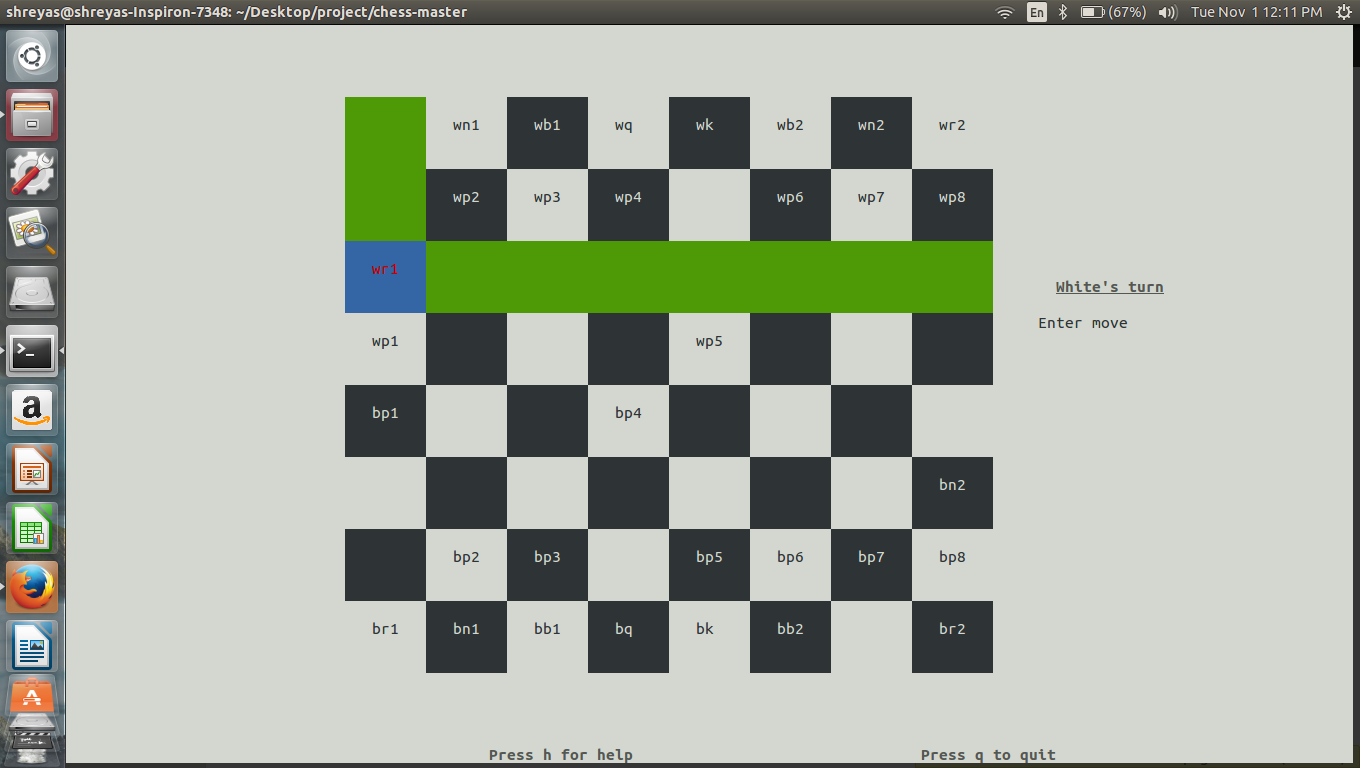 shreyas@shreyas-Inspiron-7348: ~/Desktop/project/chess-master En (67%) Tue Nov 1 12:11 PM
wn1 wb1 wq wk wb2 wn2 wr2
wp2 wp3 wp4 wp6 wp7 wp8
wr1
White's turn
Enter move
wp1 wp5
bp1 bp4
bn2
bp2 bp3 bp5 bp6 bp7 bp8
br1 bn1 bb1 bq bk bb2 br2
Press h for help Press q to quit